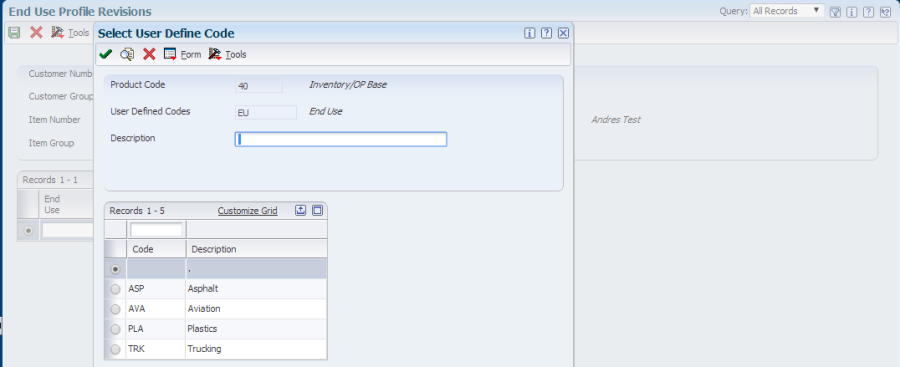 End Use Profile Revisions
Query: All Records
Tools
Customer Numb
Customer Group
Item Number
Andres Test
Item Group
Records 1 - 1
End
Use
Select User Define Code
Form Tools
Product Code 40 Inventory/OP Base
User Defined Codes EU End Use
Description
Records 1 - 5 Customize Grid
Code Description
.
ASP Asphalt
AVA Aviation
PLA Plastics
TRK Trucking